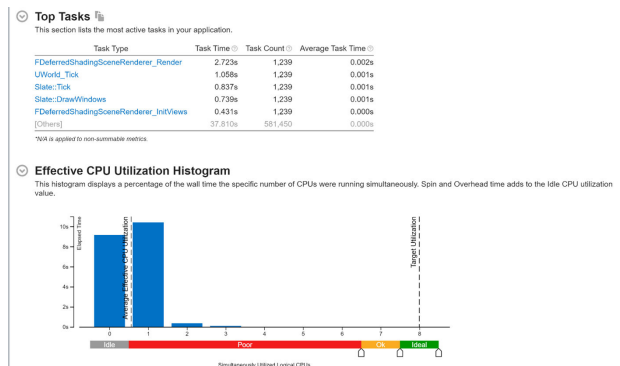 Top Tasks
This section lists the most active tasks in your application.
Task Type Task Time Task Count Average Task Time
FDeferredShadingSceneRenderer_Render 2.723s 1,239 0.002s
UWorld_Tick 1.058s 1,239 0.001s
Slate::Tick 0.837s 1,239 0.001s
Slate::DrawWindows 0.739s 1,239 0.001s
FDeferredShadingSceneRenderer_InitViews 0.431s 1,239 0.000s
[Others] 37.810s 581,450 0.000s
*N/A is applied to non-summable metrics.
Effective CPU Utilization Histogram
This histogram displays a percentage of the wall time the specific number of CPUs were running simultaneously. Spin and Overhead time adds to the Idle CPU utilization
value.
Elapsed Time
10s
8s
6s
4s
2s
0s
Average Effective CPU Utilization
Target Utilization
0 1 2 3 4 5 6 7 8
Idle Poor Ok Ideal
Simultaneously Utilized Logical CPUs